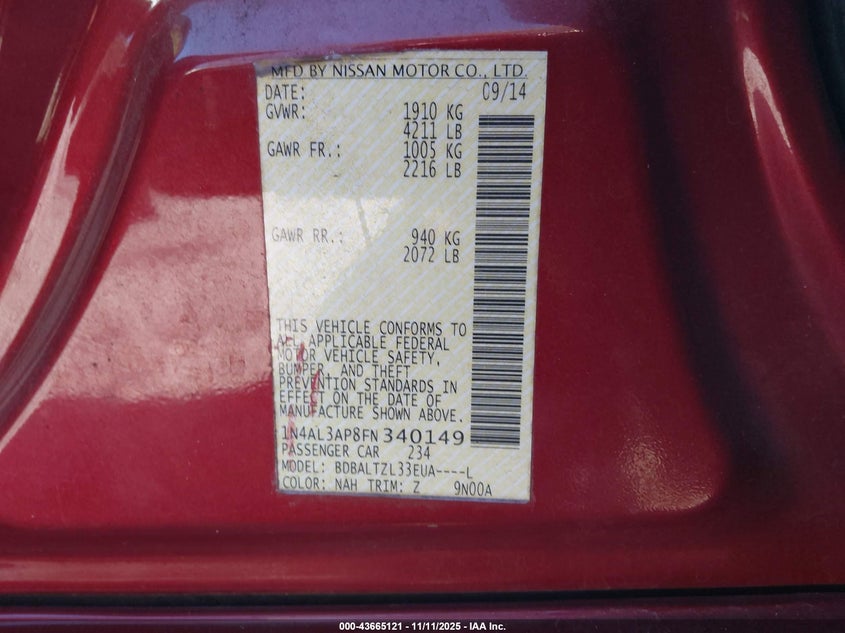 MFD BY NISSAN MOTOR CO., LTD.
DATE: 09/14
GVWR: 1910 KG
4211 LB
GAWR FR.: 1005 KG
2216 LB
GAWR RR.: 940 KG
2072 LB
THIS VEHICLE CONFORMS TO
ALL APPLICABLE FEDERAL
MOTOR VEHICLE SAFETY,
BUMPER, AND THEFT
PREVENTION STANDARDS IN
EFFECT ON THE DATE OF
MANUFACTURE SHOWN ABOVE.
1N4AL3AP8FN340149
PASSENGER CAR 234
MODEL: BDBALTZL33EUA----L
COLOR: NAH TRIM: Z 9N00A
000-43665121 - 11/11/2025 - IAA Inc.